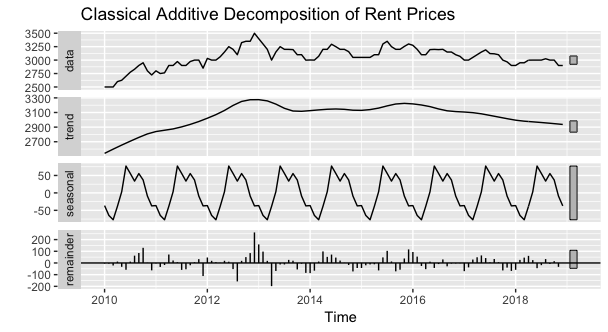 Classical Additive Decomposition of Rent Prices
data
3500
3250
3000
2750
2500
trend
3300
3100
2900
2700
seasonal
50
0
-50
remainder
200
100
0
-100
-200
2010 2012 2014 2016 2018
Time